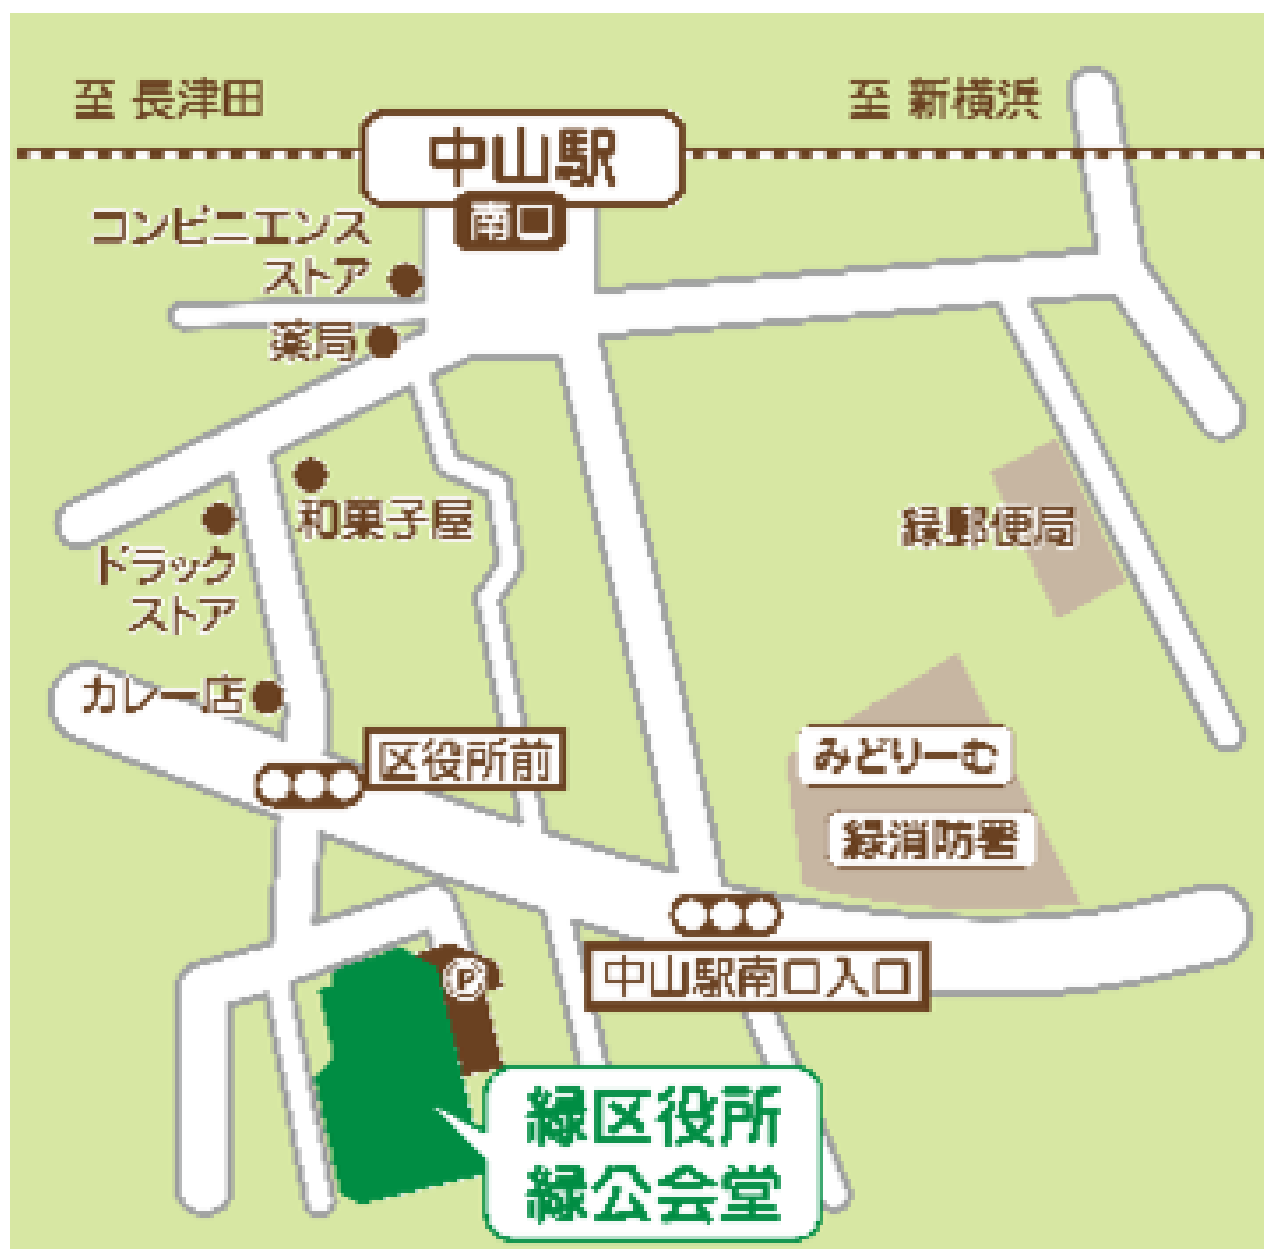 至 長津田
至 新横浜
中山駅
南口
コンビニエンス
ストア
薬局
和菓子屋
ドラック
ストア
緑郵便局
カレー店
区役所前
みどりーむ
緑消防署
中山駅南口入口
P
緑区役所
緑公会堂